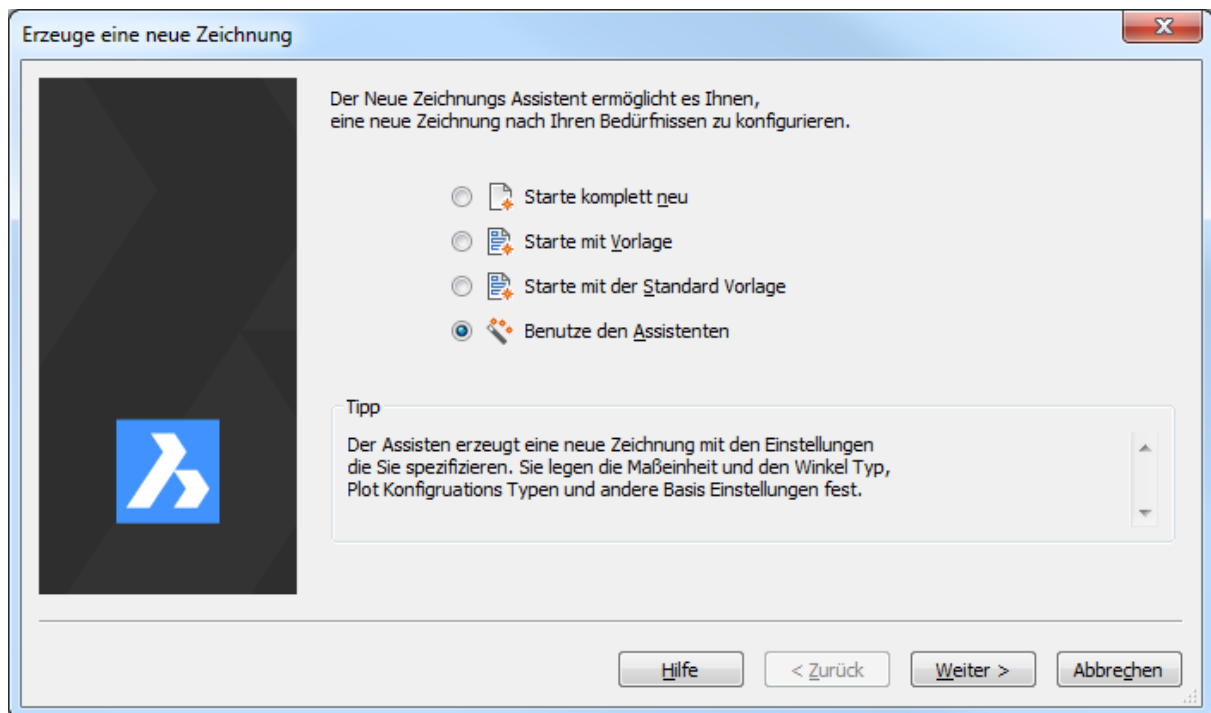 Erzeuge eine neue Zeichnung
Der Neue Zeichnungs Assistent ermöglicht es Ihnen,
eine neue Zeichnung nach Ihren Bedürfnissen zu konfigurieren.
Starte komplett neu
Starte mit Vorlage
Starte mit der Standard Vorlage
Benutze den Assistenten
Tipp
Der Assisten erzeugt eine neue Zeichnung mit den Einstellungen
die Sie spezifizieren. Sie legen die Maßeinheit und den Winkel Typ,
Plot Konfigruations Typen und andere Basis Einstellungen fest.
Hilfe
< Zurück
Weiter >
Abbrechen